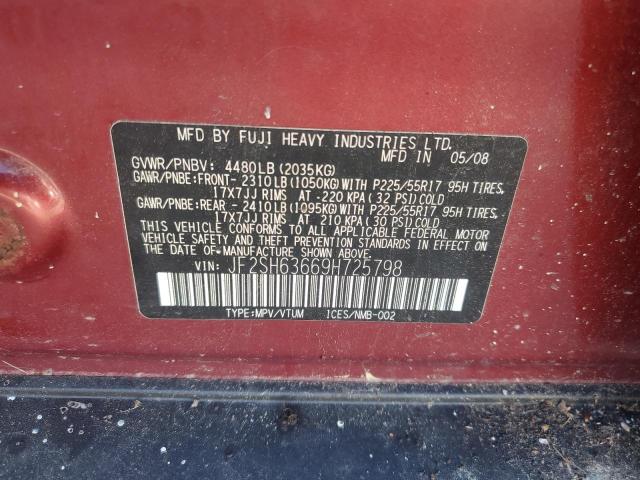 MFD BY FUJI HEAVY INDUSTRIES LTD.
MFD IN 05/08
GVWR/PNBV: 4480LB(2035KG)
GAWR/PNBE:FRONT-2310LB(1050KG)WITH P225/55R17 95H TIRES,
17X7JJ RIMS AT -220 KPA(32 PSI)COLD
GAWR/PNBE:REAR -2410LB(1095KG)WITH P225/55R17 95H TIRES,
17X7JJ RIMS AT 210 KPA(30 PSI)COLD
THIS VEHICLE CONFORMS TO ALL APPLICABLE FEDERAL MOTOR
VEHICLE SAFETY AND THEFT PREVENTION STANDARDS IN EFFECT ON
THE DATE OF MANUFACTURE SHOWN ABOVE.
VIN: JF2SH63669H725798
TYPE:MPV/VTUM ICES/NMB-002